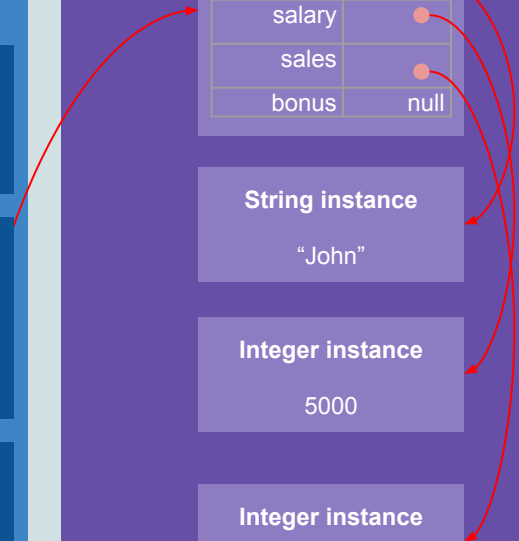 salary
sales
bonus null
String instance
“John”
Integer instance
5000
Integer instance